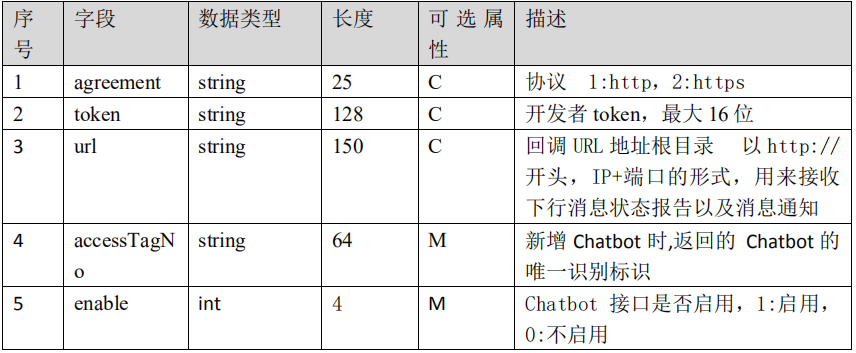 序号 字段 数据类型 长度 可选属性 描述
1 agreement string 25 C 协议 1:http，2:https
2 token string 128 C 开发者 token，最大 16 位
3 url string 150 C 回调 URL 地址根目录 以 http://
开头，IP+端口的形式，用来接收
下行消息状态报告以及消息通知
4 accessTagN
o string 64 M 新增 Chatbot 时,返回的 Chatbot 的
唯一识别标识
5 enable int 4 M Chatbot 接口是否启用，1:启用，
0:不启用